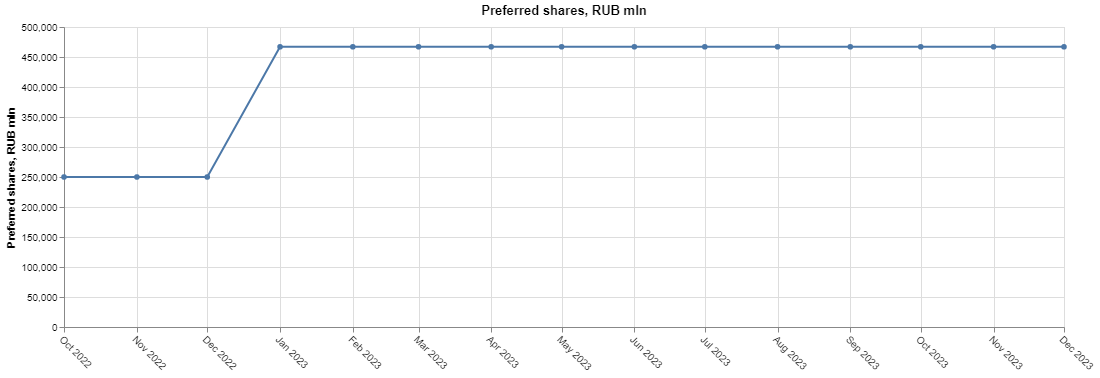 Preferred shares, RUB mln
Preferred shares, RUB mln
500,000
450,000
400,000
350,000
300,000
250,000
200,000
150,000
100,000
50,000
0
Oct 2022
Nov 2022
Dec 2022
Jan 2023
Feb 2023
Mar 2023
Apr 2023
May 2023
Jun 2023
Jul 2023
Aug 2023
Sep 2023
Oct 2023
Nov 2023
Dec 2023